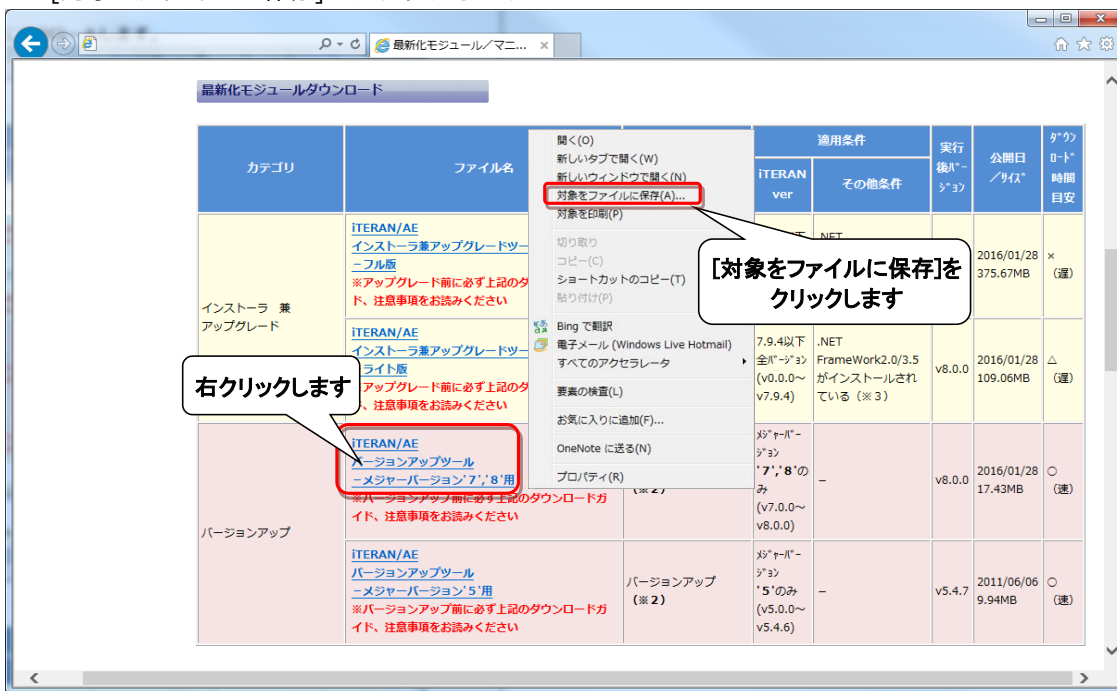 最新化モジュール／マニ...
最新化モジュールダウンロード
カテゴリ
ファイル名
適用条件
iTERAN
ver
その他条件
実行
後ﾊﾞｰ
ｼﾞｮﾝ
公開日
／ｻｲｽﾞ
ﾀﾞｳﾝ
ﾛｰﾄﾞ
時間
目安
開く(O)
新しいタブで開く(W)
新しいウィンドウで開く(N)
対象をファイルに保存(A)...
対象を印刷(P)
切り取り
コピー(C)
ショートカットのコピー(T)
貼り付け(P)
Bing で翻訳
電子メール (Windows Live Hotmail)
すべてのアクセラレータ
要素の検査(L)
お気に入りに追加(F)...
OneNote に送る(N)
プロパティ(R)
[対象をファイルに保存]を
クリックします
右クリックします
インストーラ 兼
アップグレード
iTERAN/AE
インストーラ兼アップグレードツー
－フル版
※アップグレード前に必ず上記のダ
ド、注意事項をお読みください
.NET
2016/01/28
375.67MB
×
（遅）
iTERAN/AE
インストーラ兼アップグレードツー
ライト版
アップグレード前に必ず上記のダ
、注意事項をお読みください
7.9.4以下
全ﾊﾞｰｼﾞｮﾝ
(v0.0.0～
v7.9.4)
.NET
FrameWork2.0/3.5
がインストールされ
ている（※３）
v8.0.0
2016/01/28
109.06MB
△
（遅）
バージョンアップ
iTERAN/AE
バージョンアップツール
－メジャーバージョン'7','8'用
※バージョンアップ前に必ず上記のダウンロードガ
イド、注意事項をお読みください
(※２)
ﾒｼﾞｬｰﾊﾞｰ
ｼﾞｮﾝ
'7','8'の
み
(v7.0.0～
v8.0.0)
－
v8.0.0
2016/01/28
17.43MB
○
（速）
iTERAN/AE
バージョンアップツール
－メジャーバージョン'5'用
※バージョンアップ前に必ず上記のダウンロードガ
イド、注意事項をお読みください
バージョンアップ
(※２)
ﾒｼﾞｬｰﾊﾞｰ
ｼﾞｮﾝ
'5'のみ
(v5.0.0～
v5.4.6)
－
v5.4.7
2011/06/06
9.94MB
○
（速）